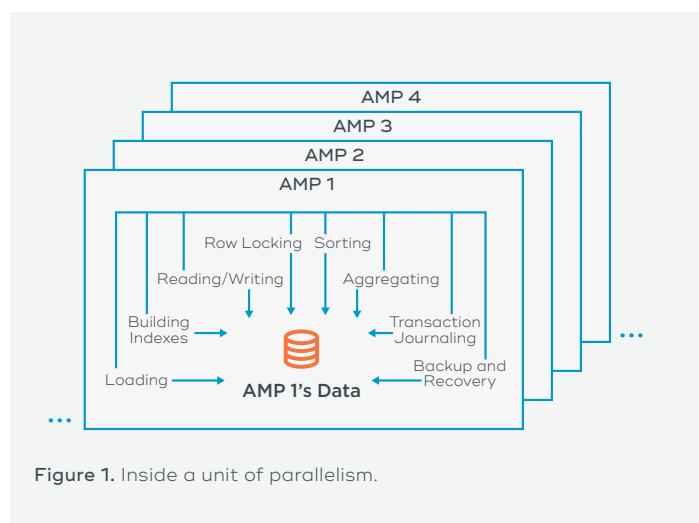 AMP 4
AMP 3
AMP 2
AMP 1
Row Locking
Sorting
Reading/Writing
Aggregating
Building
Indexes
Transaction
Journaling
Loading
Backup and
Recovery
AMP 1's Data
...
...
Figure 1. Inside a unit of parallelism.